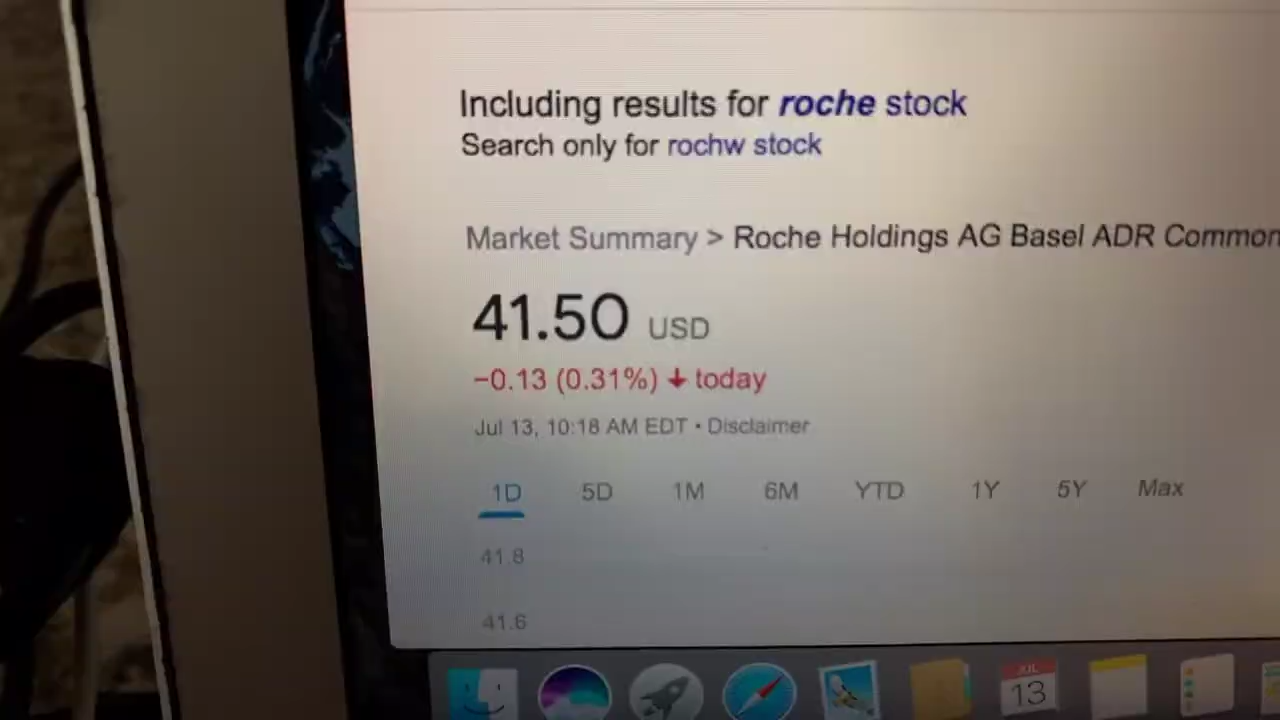 Including results for roche stock
Search only for rochw stock
Market Summary > Roche Holdings AG Basel ADR Common
41.50 USD
−0.13 (0.31%) ↓ today
Jul 13, 10:18 AM EDT • Disclaimer
1D 5D 1M 6M YTD 1Y 5Y Max
41.8
41.6
JUL
13